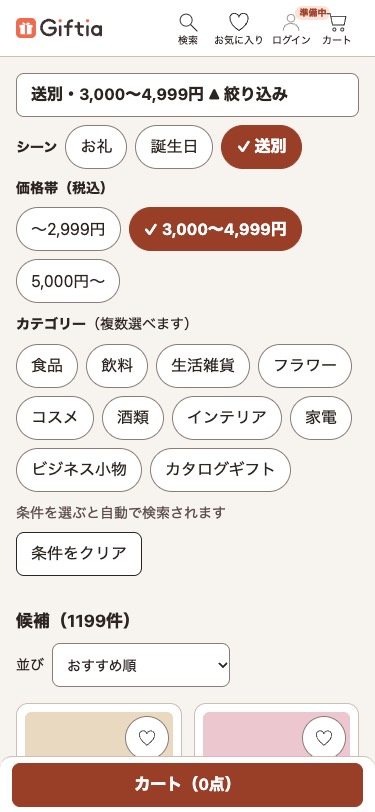 Giftia
準備中
検索 お気に入り ログイン カート
送別・3,000〜4,999円 ▲ 絞り込み
シーン お礼 誕生日 ✓ 送別
価格帯（税込）
〜2,999円 ✓ 3,000〜4,999円
5,000円〜
カテゴリー（複数選べます）
食品 飲料 生活雑貨 フラワー
コスメ 酒類 インテリア 家電
ビジネス小物 カタログギフト
条件を選ぶと自動で検索されます
条件をクリア
候補（1199件）
並び おすすめ順
カート（0点）